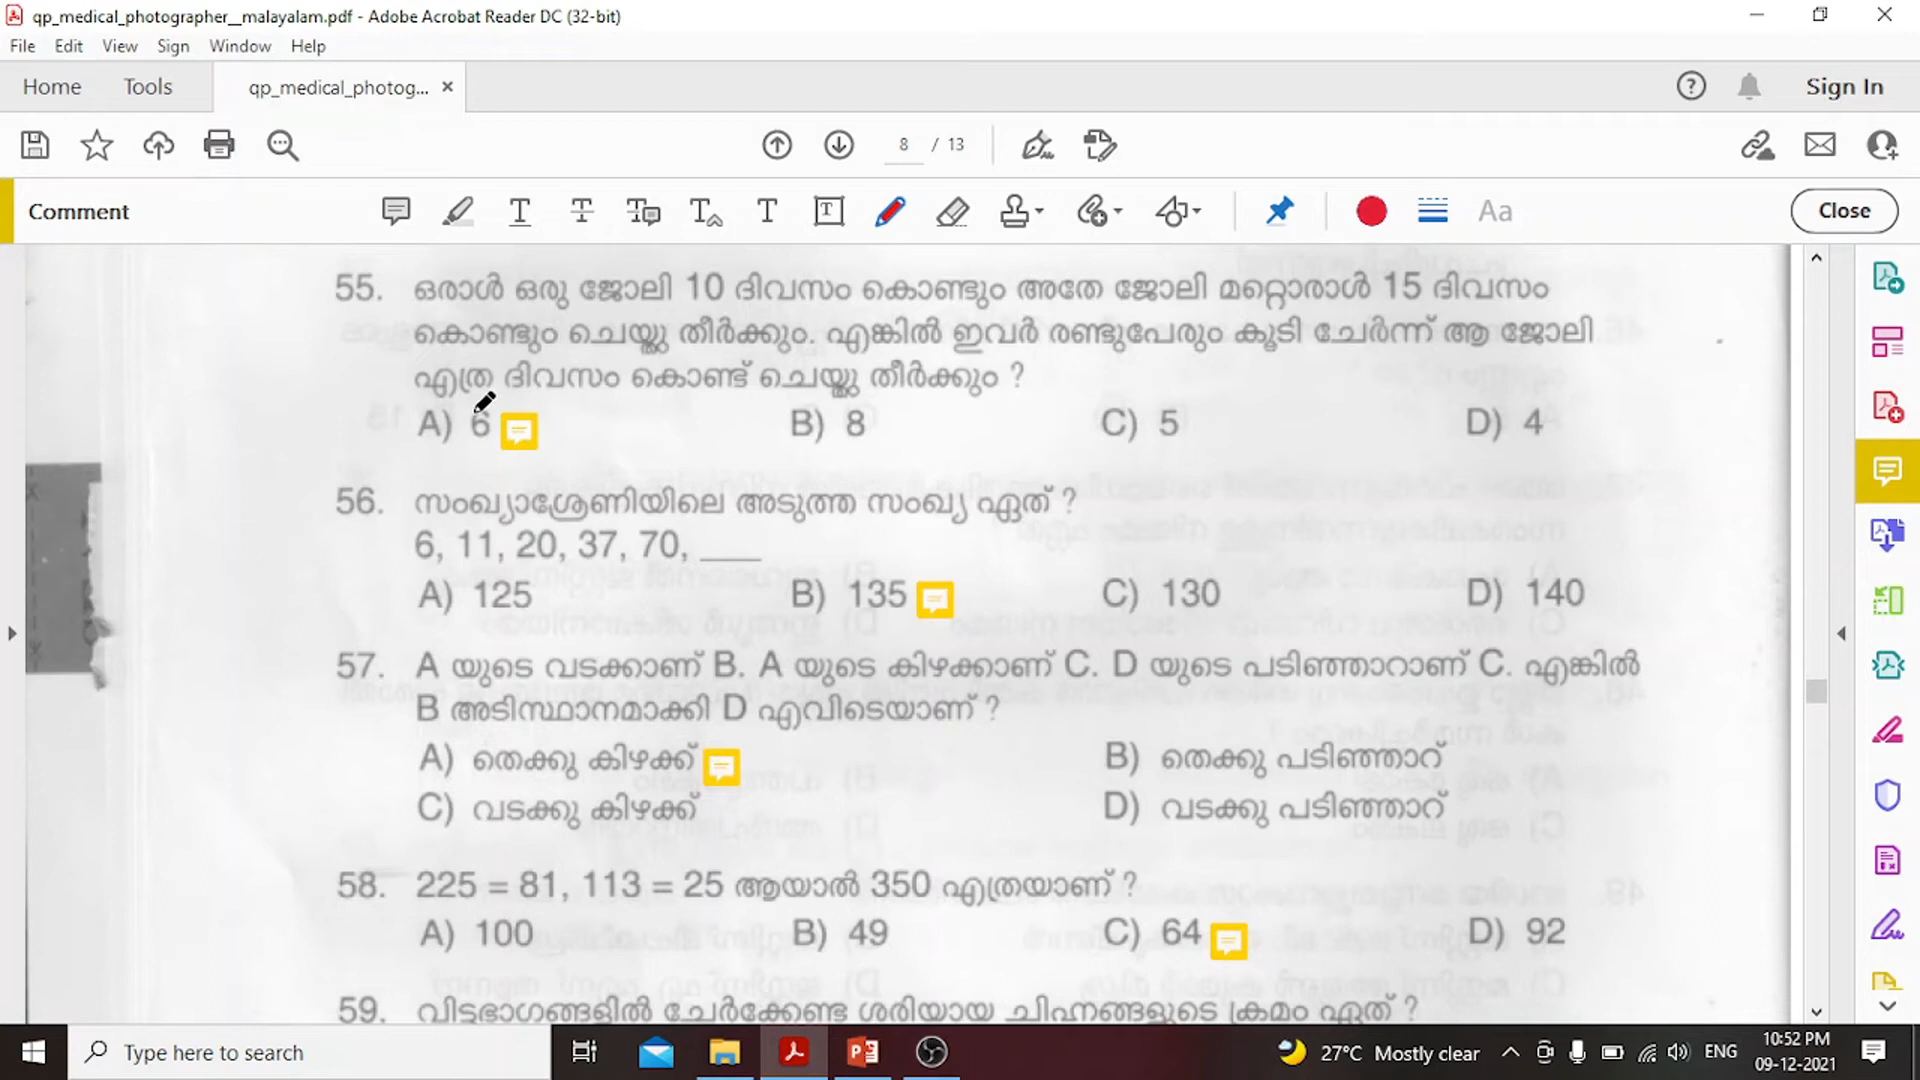 qp_medical_photographer__malayalam.pdf - Adobe Acrobat Reader DC (32-bit)
File Edit View Sign Window Help
Home Tools qp_medical_photog... × Sign In
8 / 13
Comment Aa Close
55. ഒരാൾ ഒരു ജോലി 10 ദിവസം കൊണ്ടും അതേ ജോലി മറ്റൊരാൾ 15 ദിവസം
കൊണ്ടും ചെയ്തു തീർക്കും. എങ്കിൽ ഇവർ രണ്ടുപേരും കൂടി ചേർന്ന് ആ ജോലി
എത്ര ദിവസം കൊണ്ട് ചെയ്തു തീർക്കും ?
A) 6 B) 8 C) 5 D) 4
56. സംഖ്യാശ്രേണിയിലെ അടുത്ത സംഖ്യ ഏത് ?
6, 11, 20, 37, 70, ___
A) 125 B) 135 C) 130 D) 140
57. A യുടെ വടക്കാണ് B. A യുടെ കിഴക്കാണ് C. D യുടെ പടിഞ്ഞാറാണ് C. എങ്കിൽ
B അടിസ്ഥാനമാക്കി D എവിടെയാണ് ?
A) തെക്കു കിഴക്ക് B) തെക്കു പടിഞ്ഞാറ്
C) വടക്കു കിഴക്ക് D) വടക്കു പടിഞ്ഞാറ്
58. 225 = 81, 113 = 25 ആയാൽ 350 എത്രയാണ് ?
A) 100 B) 49 C) 64 D) 92
59. വിട്ടഭാഗങ്ങളിൽ ചേർക്കേണ്ട ശരിയായ ചിഹ്നങ്ങളുടെ ക്രമം ഏത് ?
Type here to search 27°C Mostly clear ENG 10:52 PM
09-12-2021